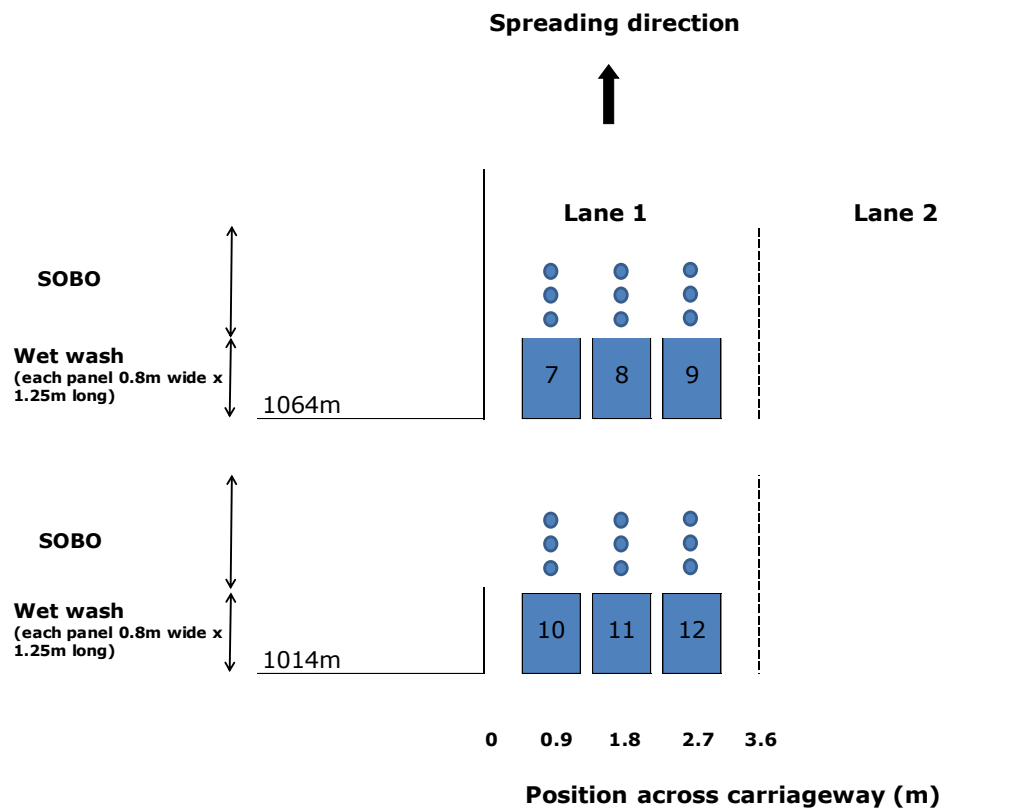 Spreading direction
Lane 1
Lane 2
SOBO
Wet wash
(each panel 0.8m wide x
1.25m long)
7
8
9
1064m
SOBO
Wet wash
(each panel 0.8m wide x
1.25m long)
10
11
12
1014m
0 0.9 1.8 2.7 3.6
Position across carriageway (m)